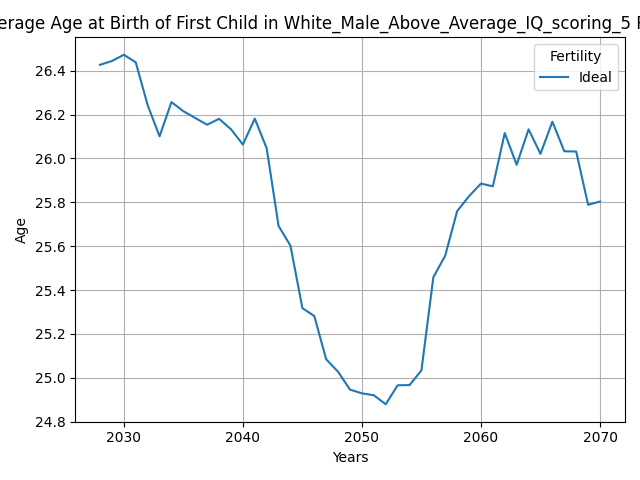 erage Age at Birth of First Child in White_Male_Above_Average_IQ_scoring_5
Fertility
Ideal
26.4
26.2
26.0
25.8
25.6
25.4
25.2
25.0
24.8
Age
2030 2040 2050 2060 2070
Years